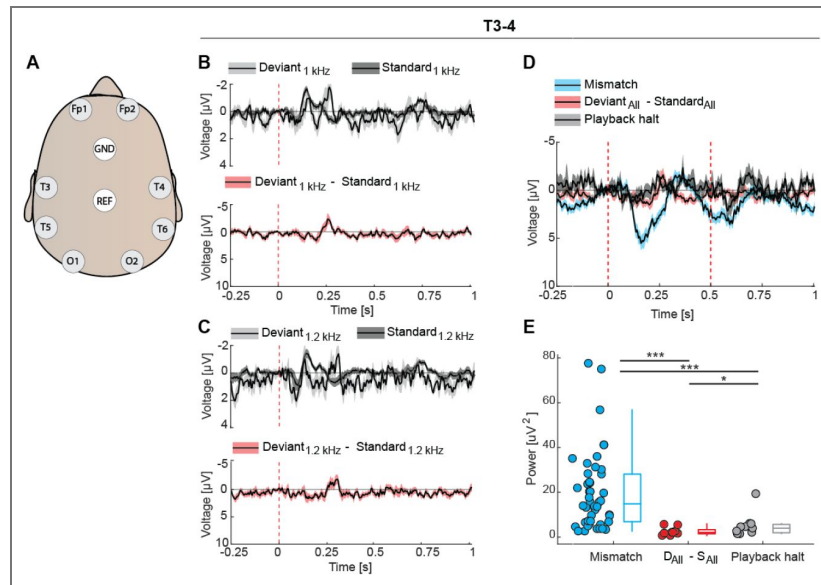 T3-4
A
Fp1 Fp2
GND
T3 T4
REF
T5 T6
O1 O2
B
Deviant 1 kHz Standard 1 kHz
Voltage [µV]
-2
0
2
4
Deviant 1 kHz - Standard 1 kHz
Voltage [µV]
-5
0
5
10
-0.25 0 0.25 0.5 0.75 1
Time [s]
C
Deviant 1.2 kHz Standard 1.2 kHz
Voltage [µV]
-2
0
2
4
Deviant 1.2 kHz - Standard 1.2 kHz
Voltage [µV]
-5
0
5
10
-0.25 0 0.25 0.5 0.75 1
Time [s]
D
Mismatch
Deviant All - Standard All
Playback halt
Voltage [µV]
-5
0
5
10
-0.25 0 0.25 0.5 0.75 1
Time [s]
E
***
***
*
Power [uV²]
80
60
40
20
0
Mismatch D All - S All Playback halt